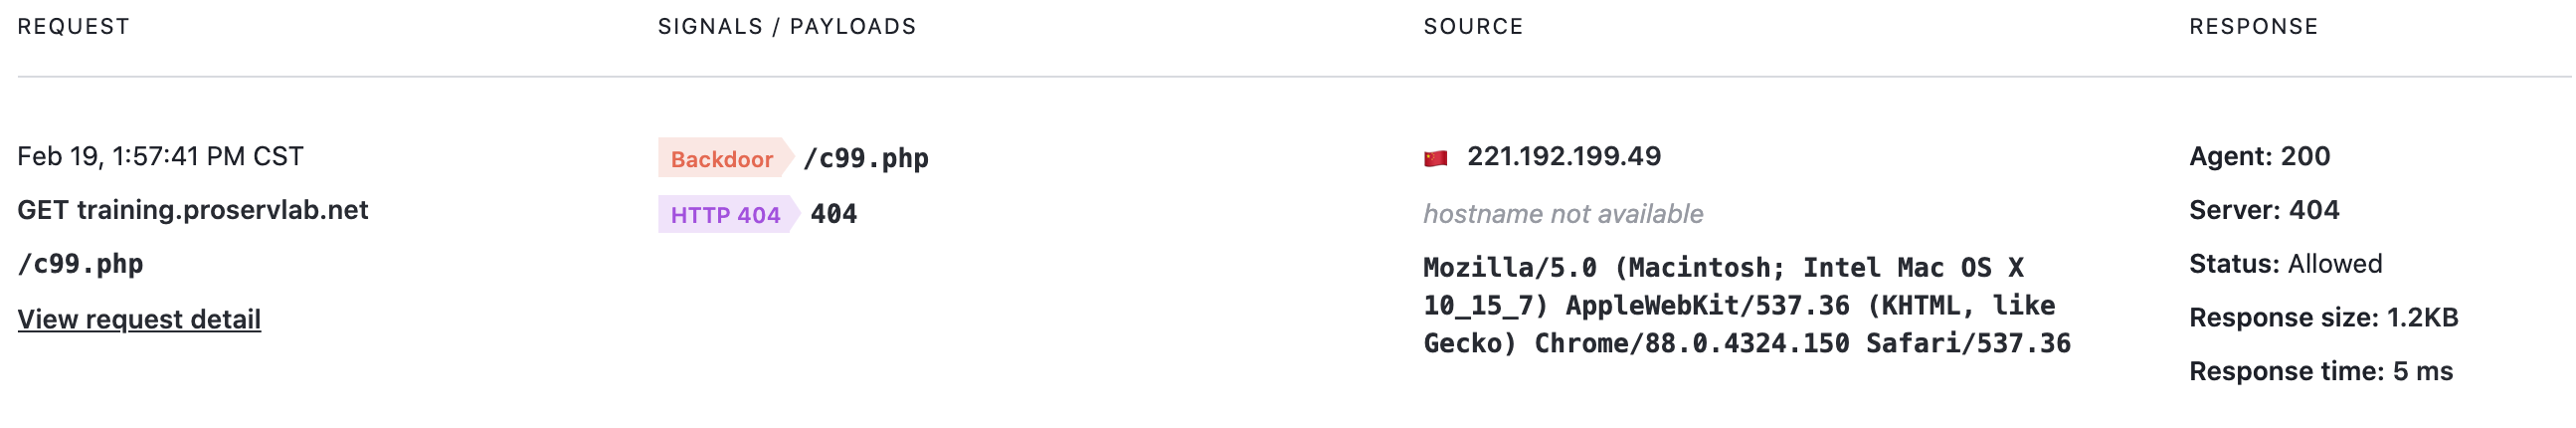 REQUEST
SIGNALS / PAYLOADS
SOURCE
RESPONSE
Feb 19, 1:57:41 PM CST
GET training.proservlab.net
/c99.php
View request detail
Backdoor /c99.php
HTTP 404 404
221.192.199.49
hostname not available
Mozilla/5.0 (Macintosh; Intel Mac OS X
10_15_7) AppleWebKit/537.36 (KHTML, like
Gecko) Chrome/88.0.4324.150 Safari/537.36
Agent: 200
Server: 404
Status: Allowed
Response size: 1.2KB
Response time: 5 ms